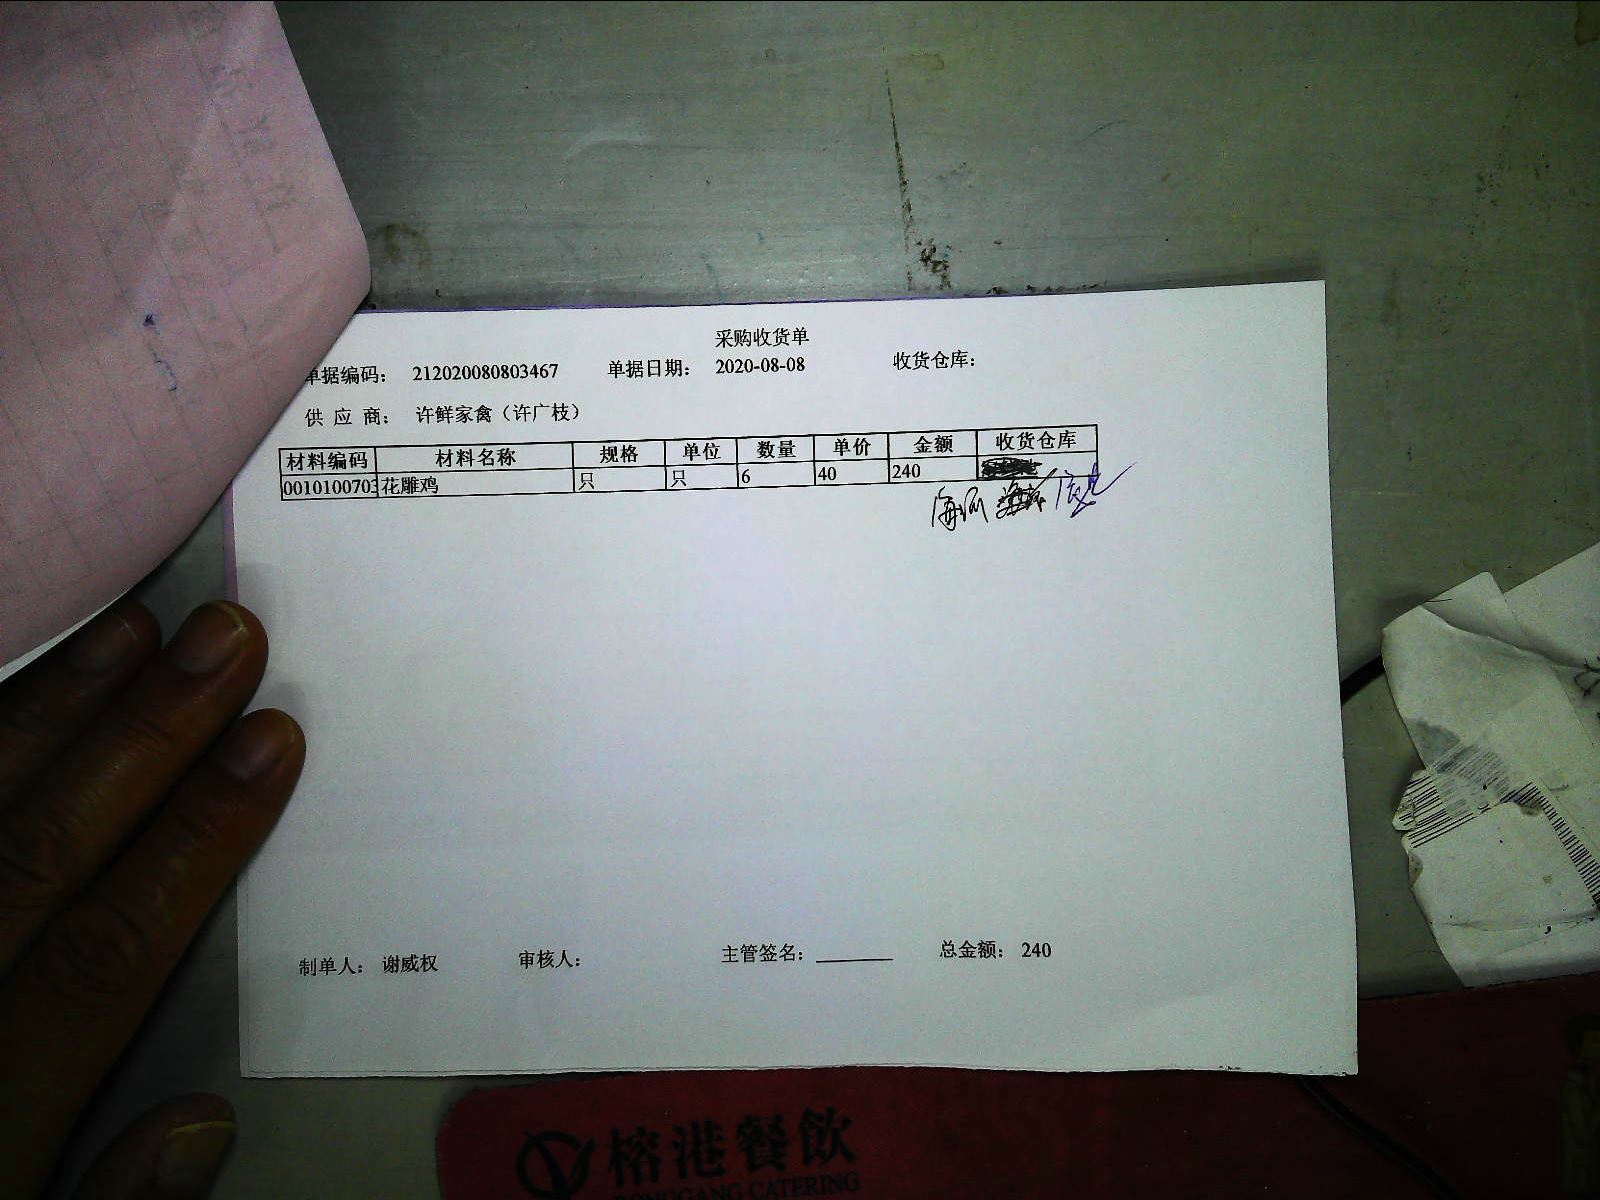 采购收货单
单据编码： 212020080803467 单据日期： 2020-08-08 收货仓库：
供 应 商： 许鲜家禽（许广枝）
材料编码 材料名称 规格 单位 数量 单价 金额 收货仓库
0010100703 花雕鸡 只 只 6 40 240
制单人： 谢威权 审核人： 主管签名： 总金额： 240
榕港餐飲
RONGGANG CATERING